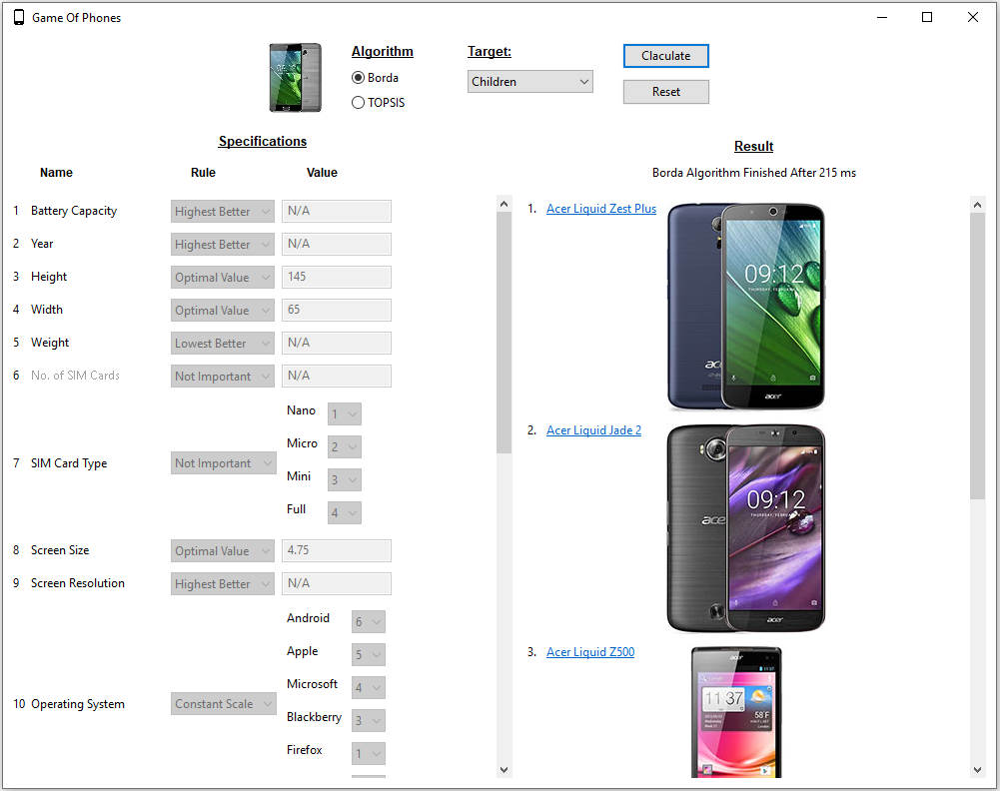 Game Of Phones
Algorithm
Borda
TOPSIS
Target:
Children
Claculate
Reset
Specifications
Name Rule Value
1 Battery Capacity Highest Better N/A
2 Year Highest Better N/A
3 Height Optimal Value 145
4 Width Optimal Value 65
5 Weight Lowest Better N/A
6 No. of SIM Cards Not Important N/A
7 SIM Card Type Not Important
Nano 1
Micro 2
Mini 3
Full 4
8 Screen Size Optimal Value 4.75
9 Screen Resolution Highest Better N/A
10 Operating System Constant Scale
Android 6
Apple 5
Microsoft 4
Blackberry 3
Firefox 1
Result
Borda Algorithm Finished After 215 ms
1. Acer Liquid Zest Plus
09:12
acer
2. Acer Liquid Jade 2
acer
09:12
acer
3. Acer Liquid Z500
acer
11:37
58°F